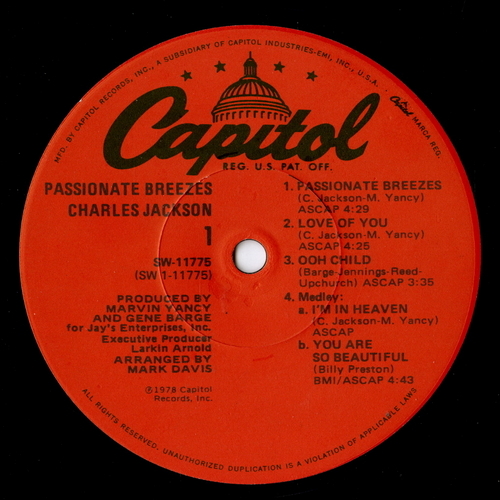 MFD. BY CAPITOL RECORDS, INC., A SUBSIDIARY OF CAPITOL INDUSTRIES-EMI, INC., U.S.A.
Capitol MARCA REG.
Capitol
REG. U.S. PAT. OFF.
PASSIONATE BREEZES
CHARLES JACKSON
1
SW-11775
(SW 1-11775)
PRODUCED BY
MARVIN YANCY
AND GENE BARGE
for Jay's Enterprises, Inc.
Executive Producer
Larkin Arnold
ARRANGED BY
MARK DAVIS
℗1978 Capitol
Records, Inc.
1. PASSIONATE BREEZES
(C. Jackson-M. Yancy)
ASCAP 4:29
2. LOVE OF YOU
(C. Jackson-M. Yancy)
ASCAP 4:25
3. OOH CHILD
(Barge-Jennings-Reed-
Upchurch) ASCAP 3:35
4. Medley:
a. I'M IN HEAVEN
(C. Jackson-M. Yancy)
ASCAP
b. YOU ARE
SO BEAUTIFUL
(Billy Preston)
BMI/ASCAP 4:43
ALL RIGHTS RESERVED. UNAUTHORIZED DUPLICATION IS A VIOLATION OF APPLICABLE LAWS